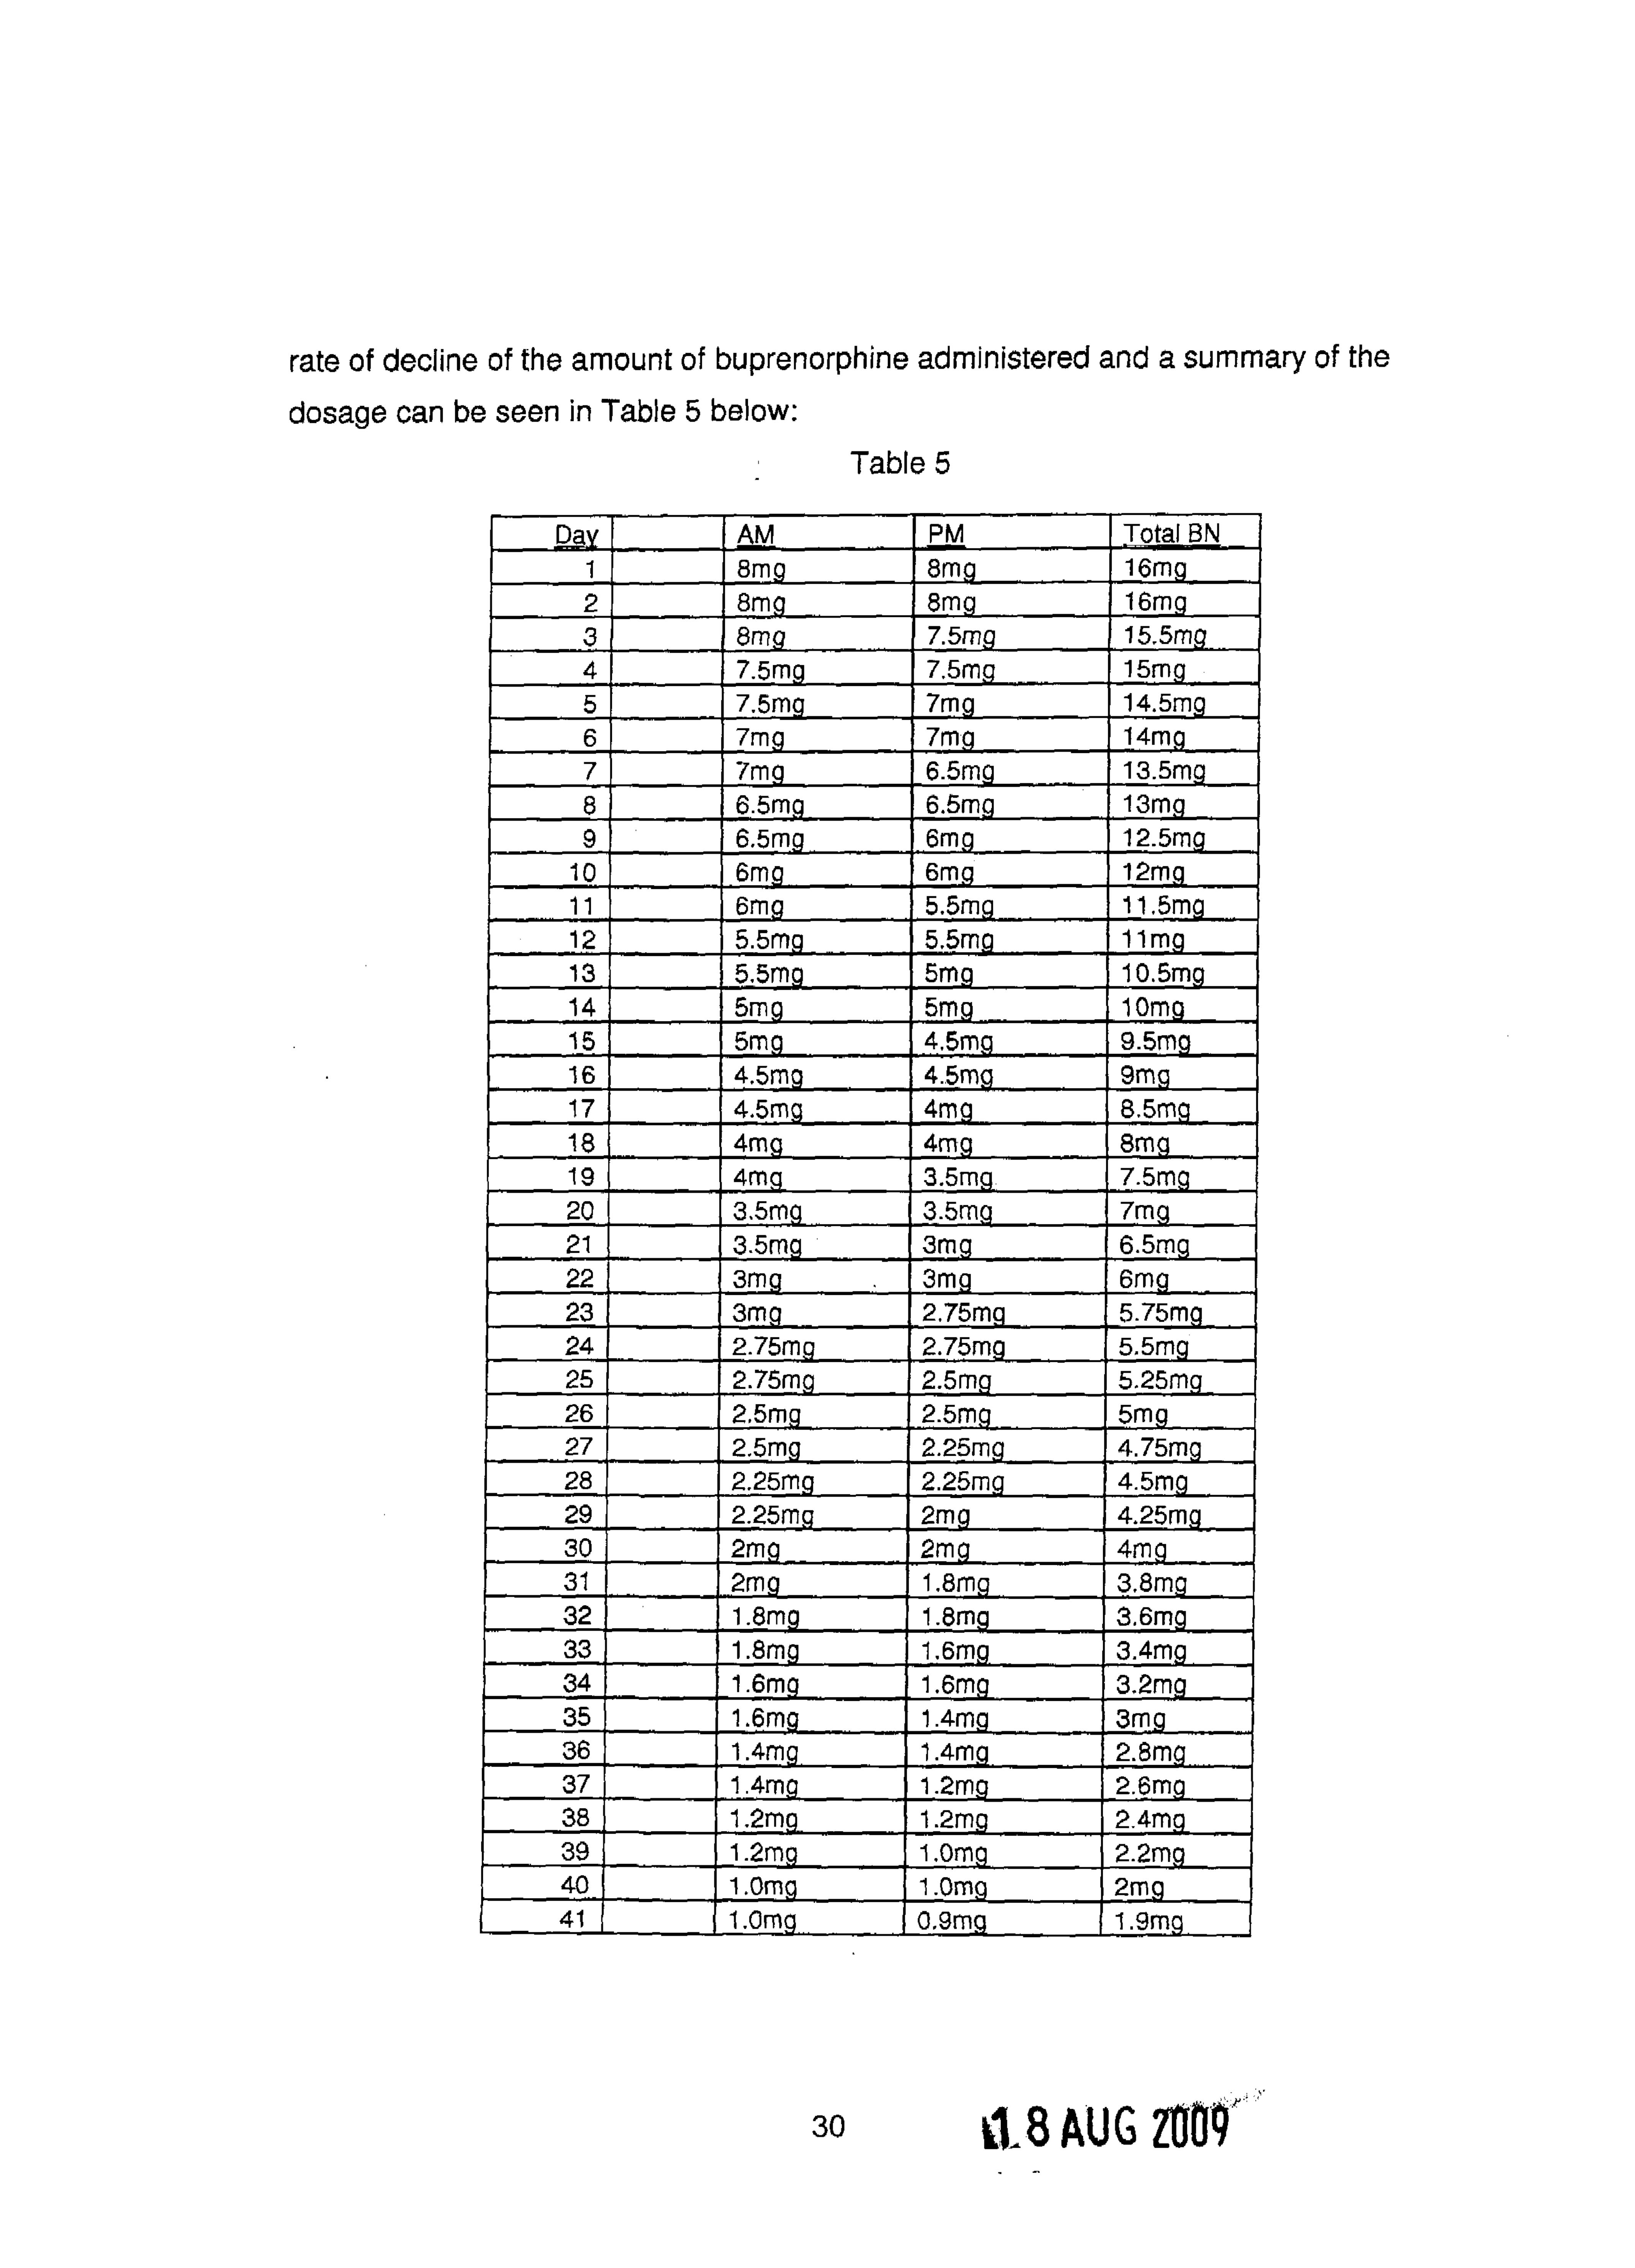 rate of decline of the amount of buprenorphine administered and a summary of the
dosage can be seen in Table 5 below:
Table 5
Day AM PM Total BN
1 8mg 8mg 16mg
2 8mg 8mg 16mg
3 8mg 7.5mg 15.5mg
4 7.5mg 7.5mg 15mg
5 7.5mg 7mg 14.5mg
6 7mg 7mg 14mg
7 7mg 6.5mg 13.5mg
8 6.5mg 6.5mg 13mg
9 6.5mg 6mg 12.5mg
10 6mg 6mg 12mg
11 6mg 5.5mg 11.5mg
12 5.5mg 5.5mg 11mg
13 5.5mg 5mg 10.5mg
14 5mg 5mg 10mg
15 5mg 4.5mg 9.5mg
16 4.5mg 4.5mg 9mg
17 4.5mg 4mg 8.5mg
18 4mg 4mg 8mg
19 4mg 3.5mg 7.5mg
20 3.5mg 3.5mg 7mg
21 3.5mg 3mg 6.5mg
22 3mg 3mg 6mg
23 3mg 2.75mg 5.75mg
24 2.75mg 2.75mg 5.5mg
25 2.75mg 2.5mg 5.25mg
26 2.5mg 2.5mg 5mg
27 2.5mg 2.25mg 4.75mg
28 2.25mg 2.25mg 4.5mg
29 2.25mg 2mg 4.25mg
30 2mg 2mg 4mg
31 2mg 1.8mg 3.8mg
32 1.8mg 1.8mg 3.6mg
33 1.8mg 1.6mg 3.4mg
34 1.6mg 1.6mg 3.2mg
35 1.6mg 1.4mg 3mg
36 1.4mg 1.4mg 2.8mg
37 1.4mg 1.2mg 2.6mg
38 1.2mg 1.2mg 2.4mg
39 1.2mg 1.0mg 2.2mg
40 1.0mg 1.0mg 2mg
41 1.0mg 0.9mg 1.9mg
30 18 AUG 2009